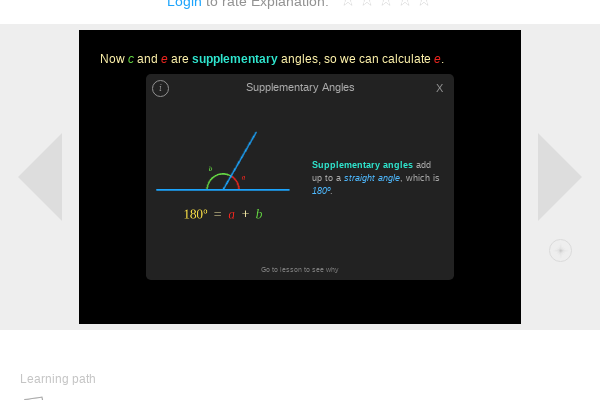 Login to rate Explanation.
Now c and e are supplementary angles, so we can calculate e.
i
Supplementary Angles
X
b
a
Supplementary angles add
up to a straight angle, which is
180º.
180º = a + b
Go to lesson to see why
Learning path